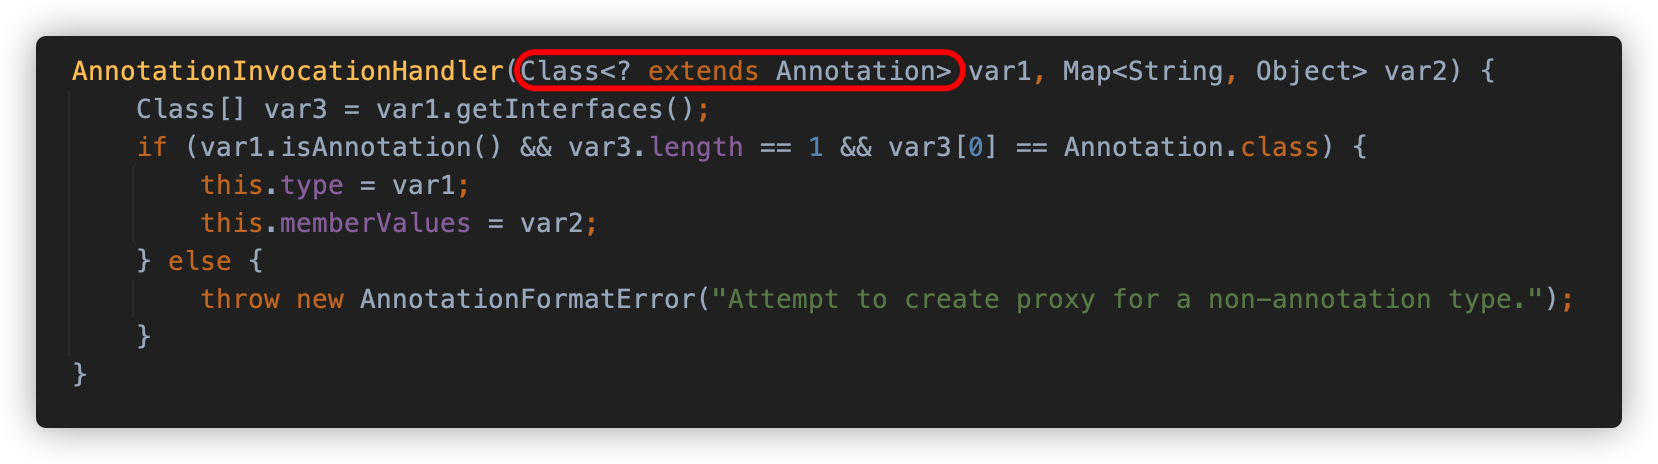 AnnotationInvocationHandler(Class<? extends Annotation> var1, Map<String, Object> var2) {
    Class[] var3 = var1.getInterfaces();
    if (var1.isAnnotation() && var3.length == 1 && var3[0] == Annotation.class) {
        this.type = var1;
        this.memberValues = var2;
    } else {
        throw new AnnotationFormatError("Attempt to create proxy for a non-annotation type.");
    }
}